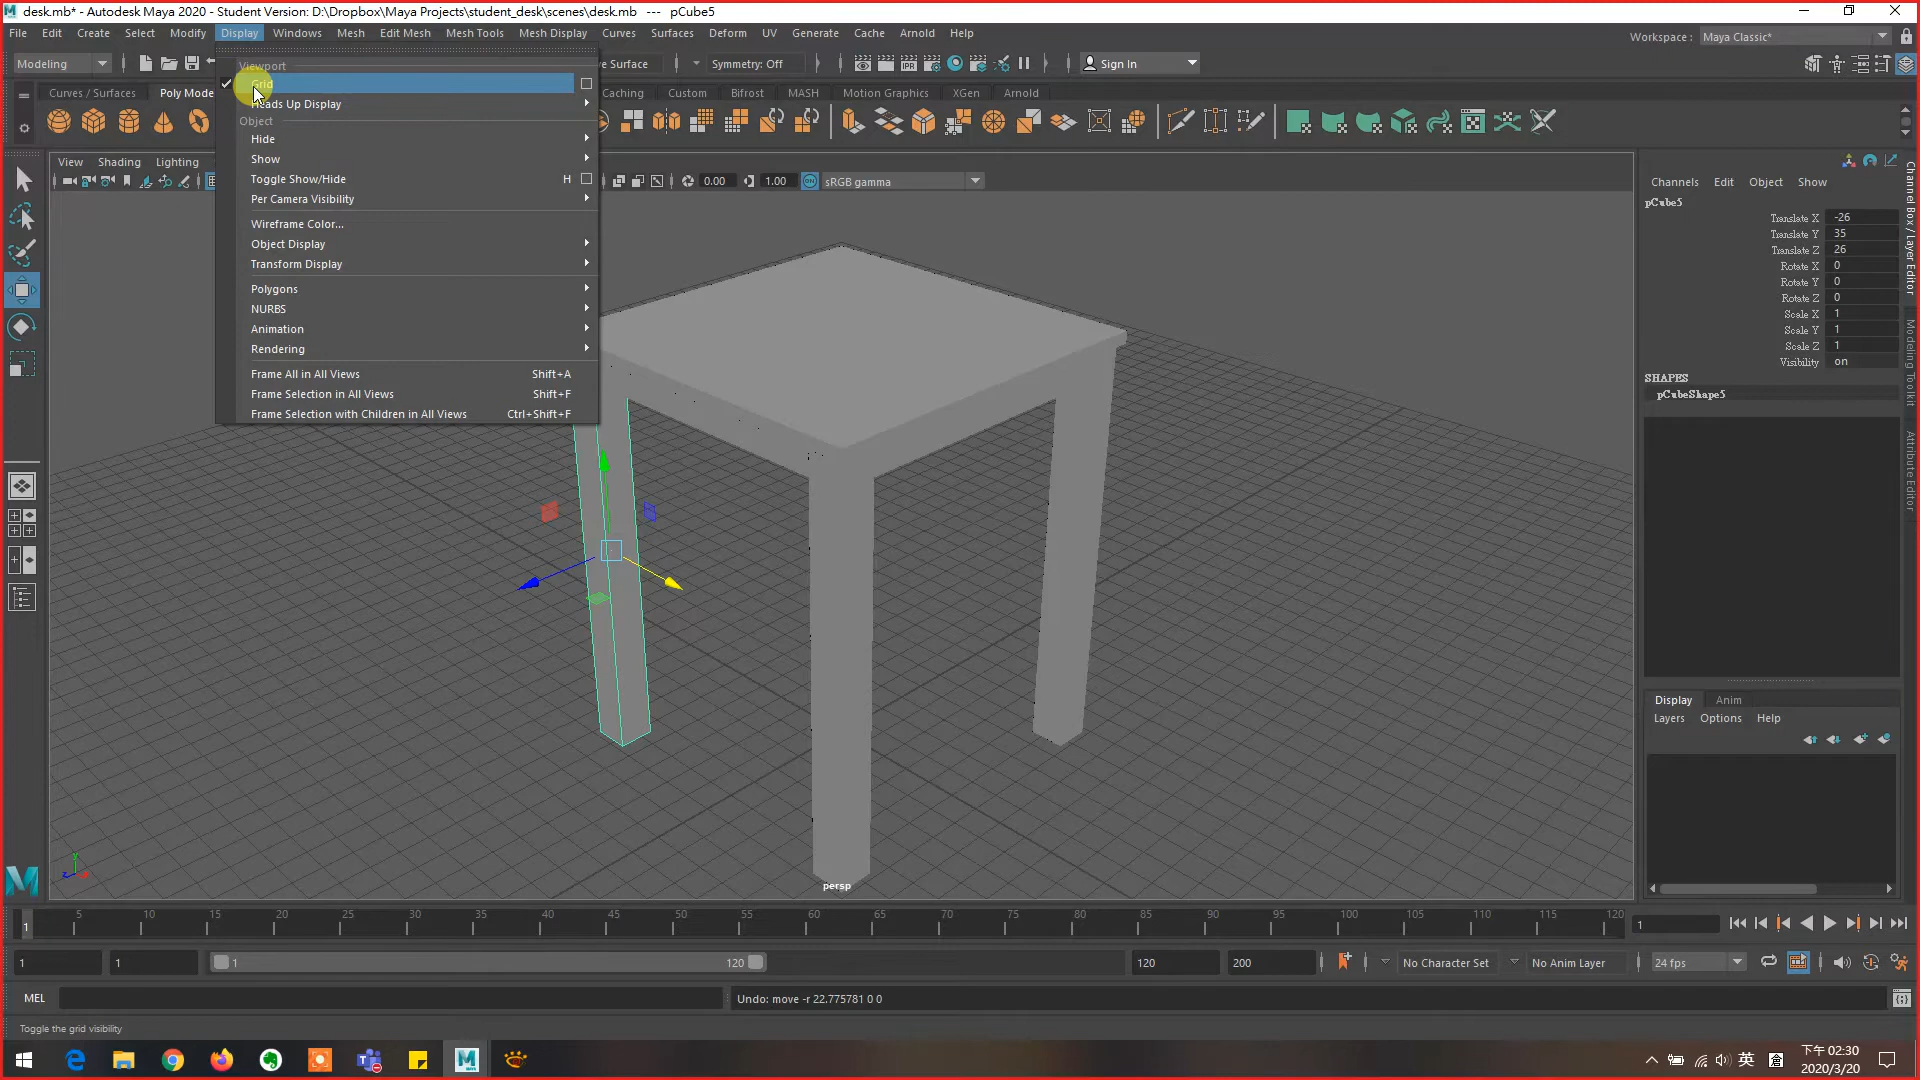 desk.mb* - Autodesk Maya 2020 - Student Version: D:\Dropbox\Maya Projects\student_desk\scenes\desk.mb   ---   pCube5
File Edit Create Select Modify Display Windows Mesh Edit Mesh Mesh Tools Mesh Display Curves Surfaces Deform UV Generate Cache Arnold Help
Workspace : Maya Classic*
Modeling
Symmetry: Off
Sign In
Curves / Surfaces
Caching Custom Bifrost MASH Motion Graphics XGen Arnold
View Shading Lighting
0.00
1.00
sRGB gamma
Viewport
Grid
Heads Up Display
Object
Hide
Show
Toggle Show/Hide H
Per Camera Visibility
Wireframe Color...
Object Display
Transform Display
Polygons
NURBS
Animation
Rendering
Frame All in All Views Shift+A
Frame Selection in All Views Shift+F
Frame Selection with Children in All Views Ctrl+Shift+F
persp
Channels Edit Object Show
pCube5
Translate X -26
Translate Y 35
Translate Z 26
Rotate X 0
Rotate Y 0
Rotate Z 0
Scale X 1
Scale Y 1
Scale Z 1
Visibility on
SHAPES
pCubeShape5
Channel Box / Layer Editor
Modeling Toolkit
Attribute Editor
Display Anim
Layers Options Help
5 10 15 20 25 30 35 40 45 50 55 60 65 70 75 80 85 90 95 100 105 110 115 120
1
1
1
1
1
120
120
200
No Character Set
No Anim Layer
24 fps
MEL
Undo: move -r 22.775781 0 0
Toggle the grid visibility
英
下午 02:30
2020/3/20